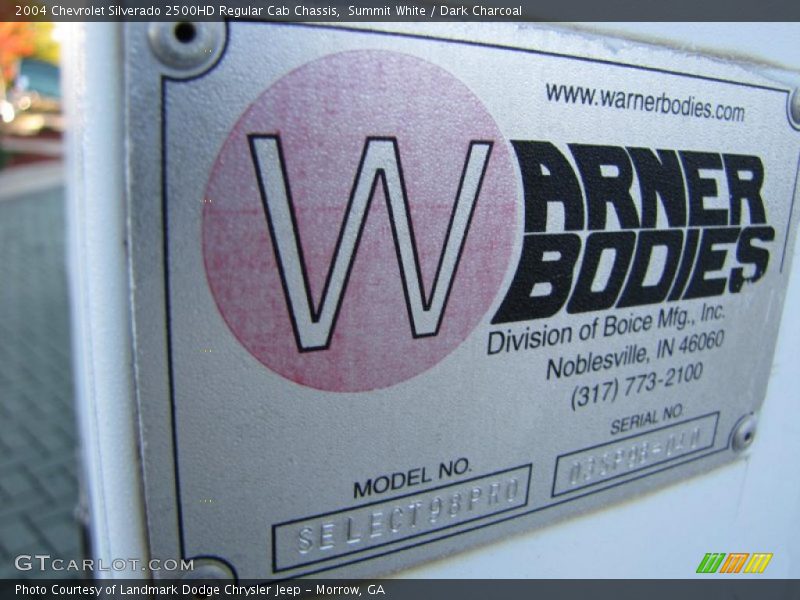 2004 Chevrolet Silverado 2500HD Regular Cab Chassis, Summit White / Dark Charcoal
www.warnerbodies.com
WARNER
BODIES
Division of Boice Mfg., Inc.
Noblesville, IN 46060
(317) 773-2100
SERIAL NO.
MODEL NO.
SELECT98PRO
GTCARLOT.COM
Photo Courtesy of Landmark Dodge Chrysler Jeep - Morrow, GA